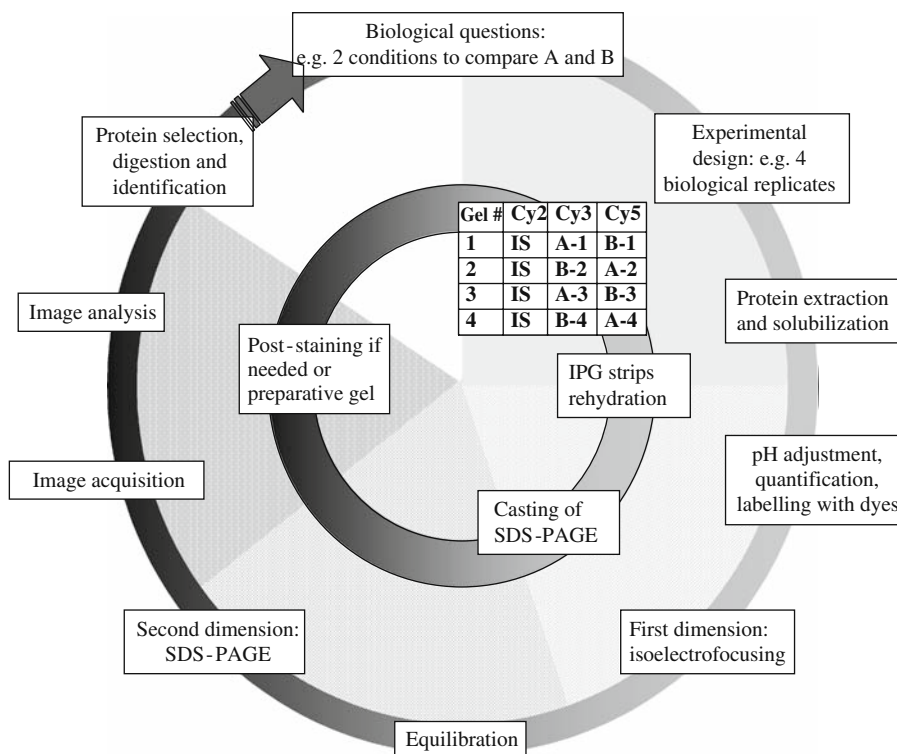 Biological questions:
e.g. 2 conditions to compare A and B
Protein selection,
digestion and
identification
Experimental
design: e.g. 4
biological replicates
Gel # Cy2 Cy3 Cy5
1 IS A-1 B-1
2 IS B-2 A-2
3 IS A-3 B-3
4 IS B-4 A-4
Image analysis
Protein extraction
and solubilization
Post-staining if
needed or
preparative gel
IPG strips
rehydration
Image acquisition
pH adjustment,
quantification,
labelling with dyes
Casting of
SDS-PAGE
Second dimension:
SDS-PAGE
First dimension:
isoelectrofocusing
Equilibration